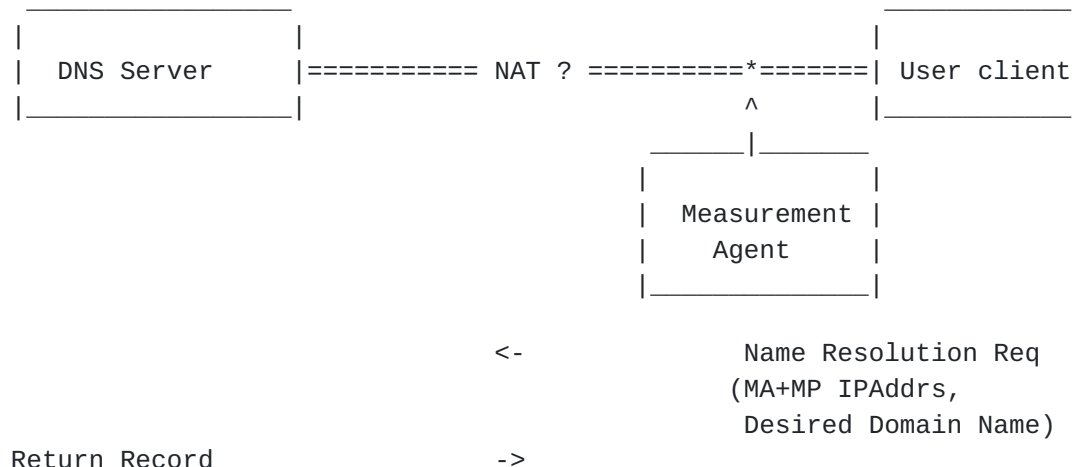 DNS Server =========== NAT ? ==========*======= User client
^
Measurement
Agent
<- Name Resolution Req
(MA+MP IPAddrs,
Desired Domain Name)
Return Record ->